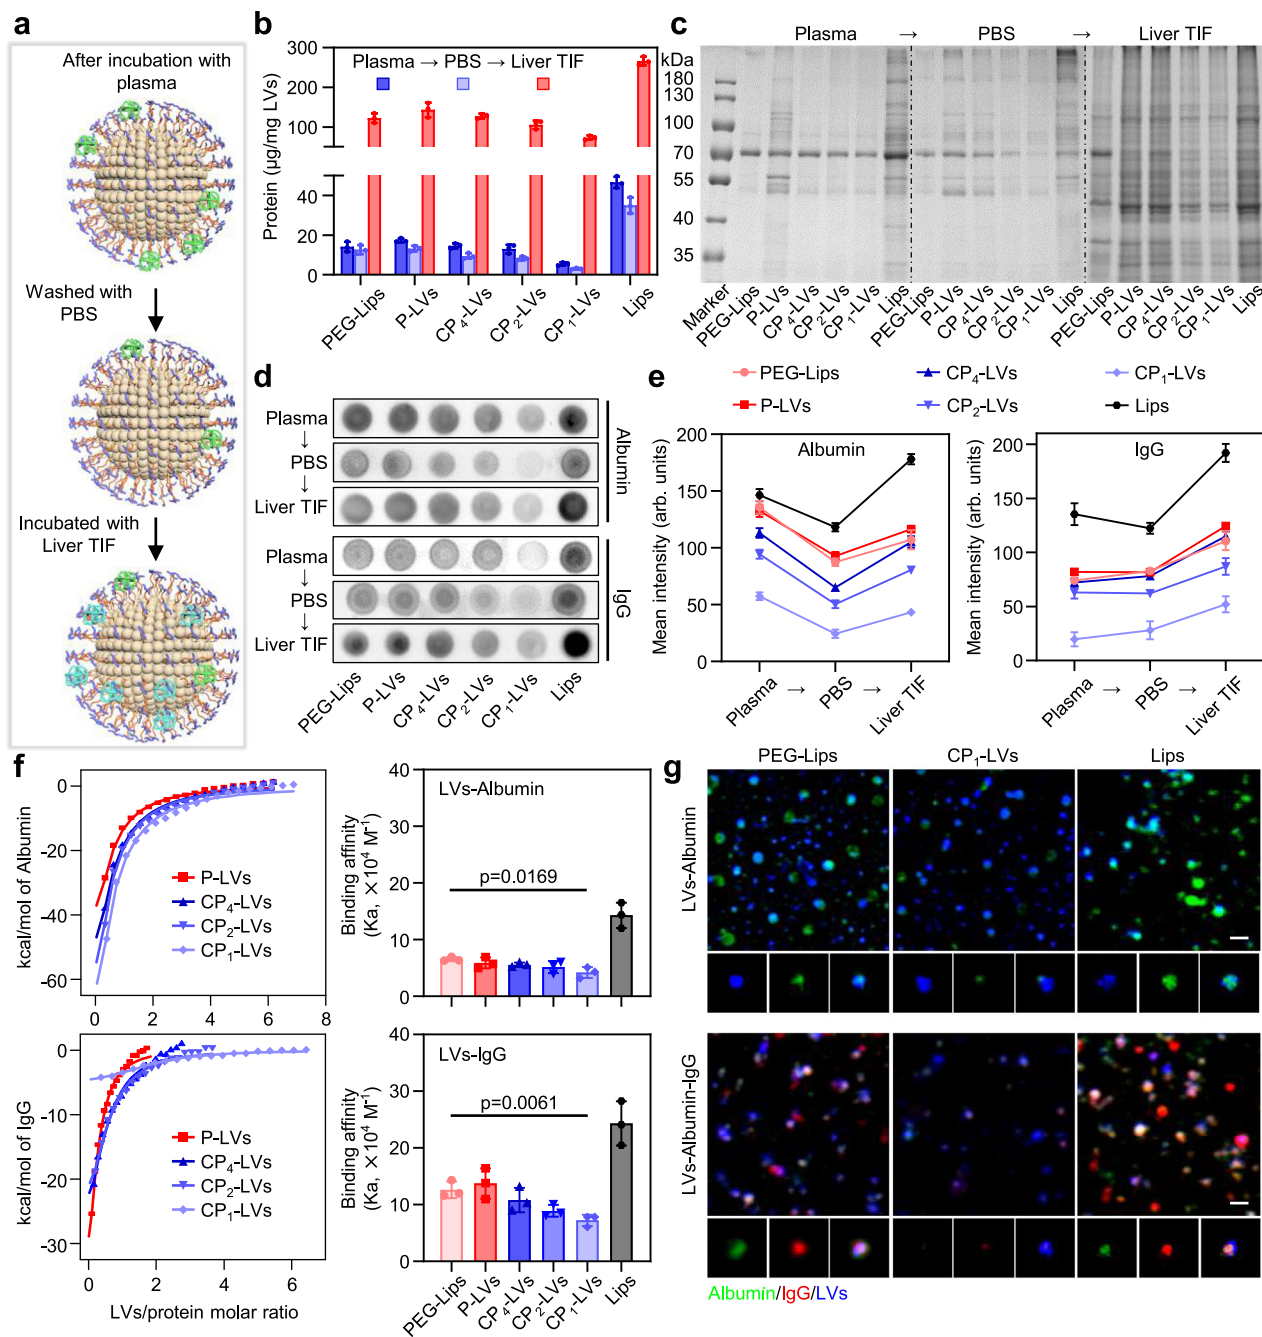 a
After incubation with
plasma
Washed with
PBS
Incubated with
Liver TIF
b
Protein (µg/mg LVs)
300
200
100
40
20
0
Plasma → PBS → Liver TIF
PEG-Lips
P-LVs
CP4-LVs
CP2-LVs
CP1-LVs
Lips
c
Plasma → PBS → Liver TIF
kDa
180
130
100
70
55
40
35
Marker
PEG-Lips
P-LVs
CP4-LVs
CP2-LVs
CP1-LVs
Lips
PEG-Lips
P-LVs
CP4-LVs
CP2-LVs
CP1-LVs
Lips
PEG-Lips
P-LVs
CP4-LVs
CP2-LVs
CP1-LVs
Lips
d
Plasma
↓
PBS
↓
Liver TIF
Albumin
Plasma
↓
PBS
↓
Liver TIF
IgG
PEG-Lips
P-LVs
CP4-LVs
CP2-LVs
CP1-LVs
Lips
e
PEG-Lips
CP4-LVs
CP1-LVs
P-LVs
CP2-LVs
Lips
Mean intensity (arb. units)
200
150
100
50
0
Albumin
Plasma → PBS → Liver TIF
Mean intensity (arb. units)
200
150
100
50
0
IgG
Plasma → PBS → Liver TIF
f
kcal/mol of Albumin
0
-20
-40
-60
P-LVs
CP4-LVs
CP2-LVs
CP1-LVs
0 2 4 6 8
Binding affinity
(Ka, ×10⁴ M⁻¹)
40
30
20
10
0
LVs-Albumin
p=0.0169
kcal/mol of IgG
0
-10
-20
-30
P-LVs
CP4-LVs
CP2-LVs
CP1-LVs
0 2 4 6
LVs/protein molar ratio
Binding affinity
(Ka, ×10⁴ M⁻¹)
40
30
20
10
0
LVs-IgG
p=0.0061
PEG-Lips
P-LVs
CP4-LVs
CP2-LVs
CP1-LVs
Lips
g
PEG-Lips
CP1-LVs
Lips
LVs-Albumin
LVs-Albumin-IgG
Albumin/IgG/LVs